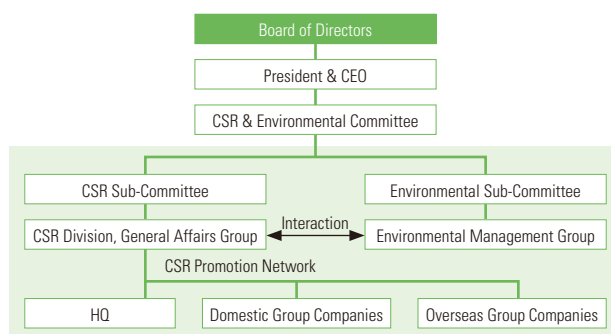 Board of Directors
President & CEO
CSR & Environmental Committee
CSR Sub-Committee
Environmental Sub-Committee
CSR Division, General Affairs Group
Interaction
Environmental Management Group
CSR Promotion Network
HQ
Domestic Group Companies
Overseas Group Companies